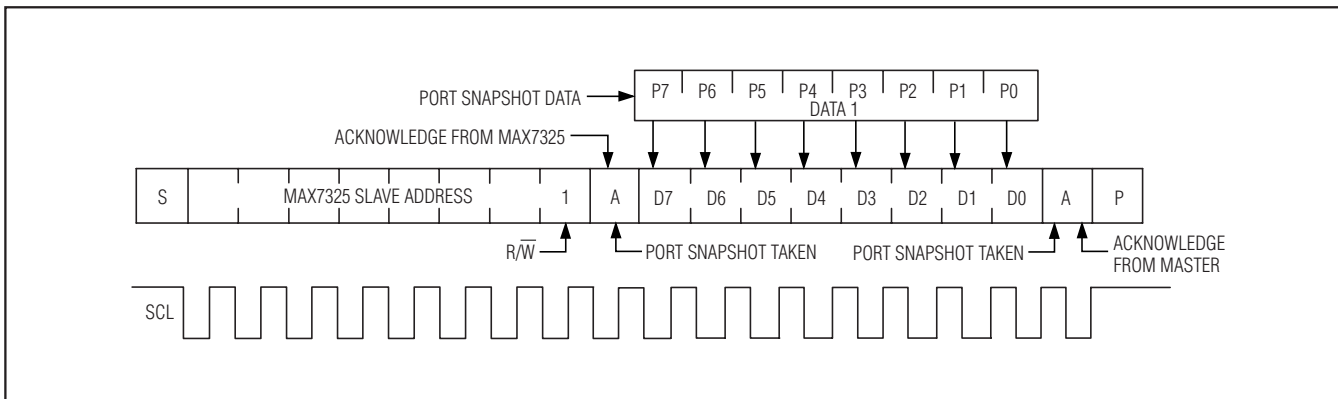 PORT SNAPSHOT DATA
P7 P6 P5 P4 P3 P2 P1 P0
DATA 1
ACKNOWLEDGE FROM MAX7325
S MAX7325 SLAVE ADDRESS 1 A D7 D6 D5 D4 D3 D2 D1 D0 A P
R/W̅ PORT SNAPSHOT TAKEN PORT SNAPSHOT TAKEN ACKNOWLEDGE
FROM MASTER
SCL